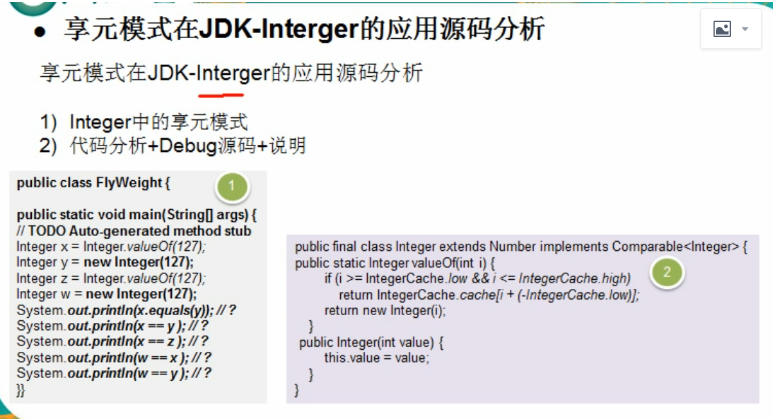 享元模式在JDK-Interger的应用源码分析
享元模式在JDK-Interger的应用源码分析
1) Integer中的享元模式
2) 代码分析+Debug源码+说明
public class FlyWeight {
1
public static void main(String[] args) {
// TODO Auto-generated method stub
Integer x = Integer.valueOf(127);
Integer y = new Integer(127);
Integer z = Integer.valueOf(127);
Integer w = new Integer(127);
System.out.println(x.equals(y)); // ?
System.out.println(x == y ); // ?
System.out.println(x == z ); // ?
System.out.println(w == x ); // ?
System.out.println(w == y ); // ?
}}
public final class Integer extends Number implements Comparable<Integer> {
2
public static Integer valueOf(int i) {
if (i >= IntegerCache.low && i <= IntegerCache.high)
return IntegerCache.cache[i + (-IntegerCache.low)];
return new Integer(i);
}
public Integer(int value) {
this.value = value;
}
}